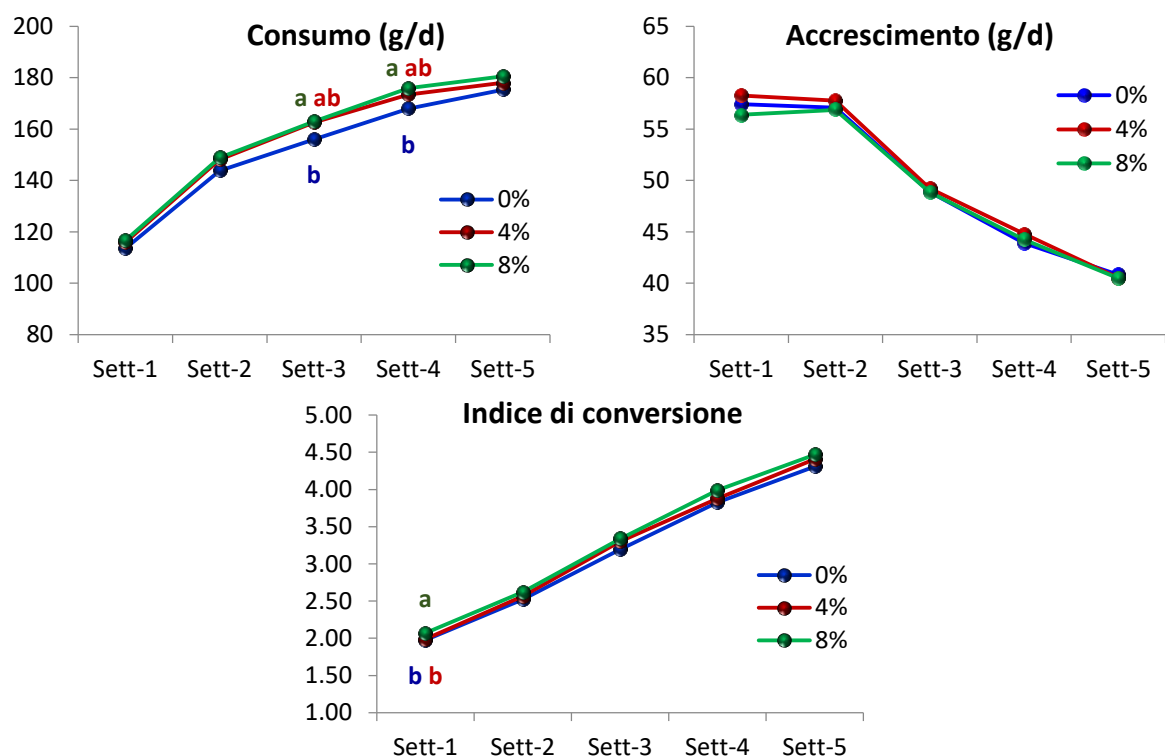 Consumo (g/d)
200
180
160
140
120
100
80
a ab
a ab
b
b
0%
4%
8%
Sett-1 Sett-2 Sett-3 Sett-4 Sett-5
Accrescimento (g/d)
65
60
55
50
45
40
35
0%
4%
8%
Sett-1 Sett-2 Sett-3 Sett-4 Sett-5
Indice di conversione
5.00
4.50
4.00
3.50
3.00
2.50
2.00
1.50
1.00
a
b b
0%
4%
8%
Sett-1 Sett-2 Sett-3 Sett-4 Sett-5